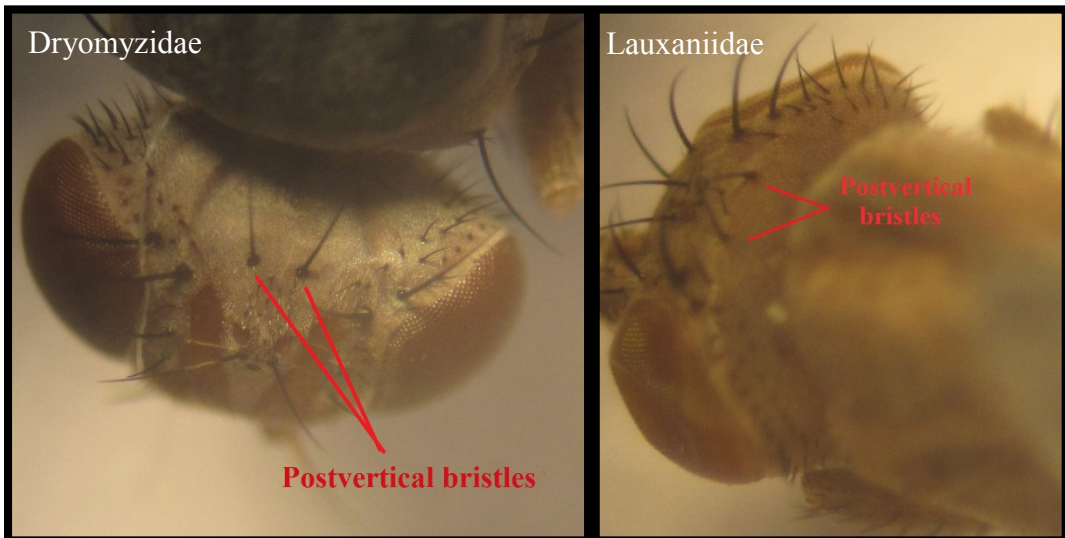 Dryomyzidae
Postvertical bristles
Lauxaniidae
Postvertical
bristles